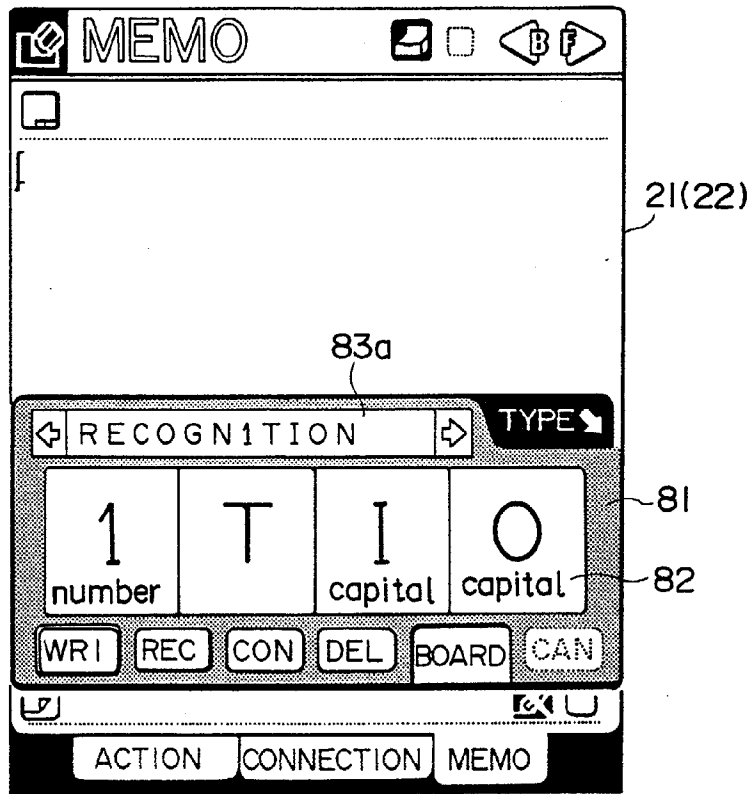 MEMO B F
21(22)
83a
RECOGN1TION TYPE
81
1 T I O
number capital capital
82
WRI REC CON DEL BOARD CAN
ACTION CONNECTION MEMO